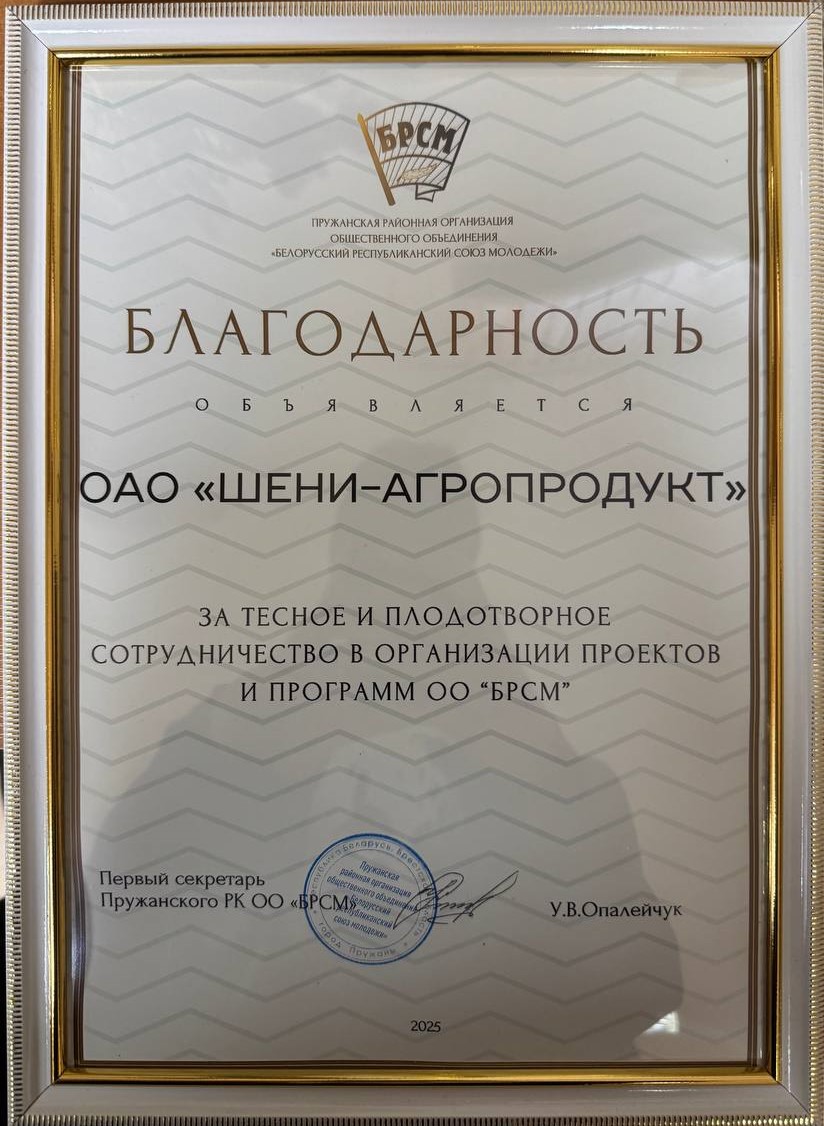 БРСМ
ПРУЖАНСКАЯ РАЙОННАЯ ОРГАНИЗАЦИЯ
ОБЩЕСТВЕННОГО ОБЪЕДИНЕНИЯ
«БЕЛОРУССКИЙ РЕСПУБЛИКАНСКИЙ СОЮЗ МОЛОДЕЖИ»
БЛАГОДАРНОСТЬ
ОБЪЯВЛЯЕТСЯ
ОАО «ШЕНИ-АГРОПРОДУКТ»
ЗА ТЕСНОЕ И ПЛОДОТВОРНОЕ
СОТРУДНИЧЕСТВО В ОРГАНИЗАЦИИ ПРОЕКТОВ
И ПРОГРАММ ОО “БРСМ”
Первый секретарь
Пружанского РК ОО «БРСМ»
Республика Беларусь, Брестская область
город Пружаны
Пружанская
районная организация
общественного объединения
«Белорусский
республиканский
союз молодежи»
У.В.Опалейчук
2025